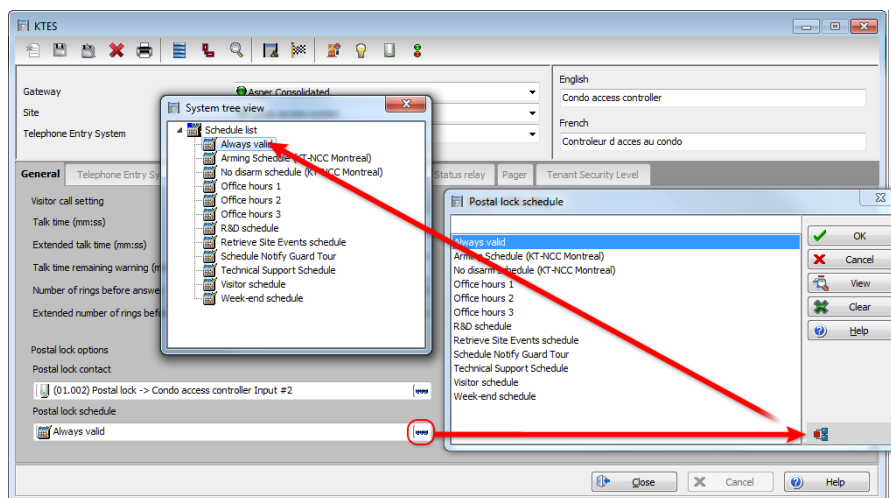 KTES
English
Gateway
Asper Consolidated
Condo access controller
Site
French
Telephone Entry System
Controleur d acces au condo
System tree view
Schedule list
Always valid
Arming Schedule (KT-NCC Montreal)
No disarm schedule (KT-NCC Montreal)
Office hours 1
Office hours 2
Office hours 3
R&D schedule
Retrieve Site Events schedule
Schedule Notify Guard Tour
Technical Support Schedule
Visitor schedule
Week-end schedule
General
Telephone Entry Sy
Status relay
Pager
Tenant Security Level
Visitor call setting
Talk time (mm:ss)
Extended talk time (mm:ss)
Talk time remaining warning (m
Number of rings before answe
Extended number of rings bef
Postal lock options
Postal lock contact
(01.002) Postal lock -> Condo access controller Input #2
Postal lock schedule
Always valid
Postal lock schedule
Always valid
Arming Schedule (KT-NCC Montreal)
No disarm schedule (KT-NCC Montreal)
Office hours 1
Office hours 2
Office hours 3
R&D schedule
Retrieve Site Events schedule
Schedule Notify Guard Tour
Technical Support Schedule
Visitor schedule
Week-end schedule
OK
Cancel
View
Clear
Help
Close
Cancel
Help